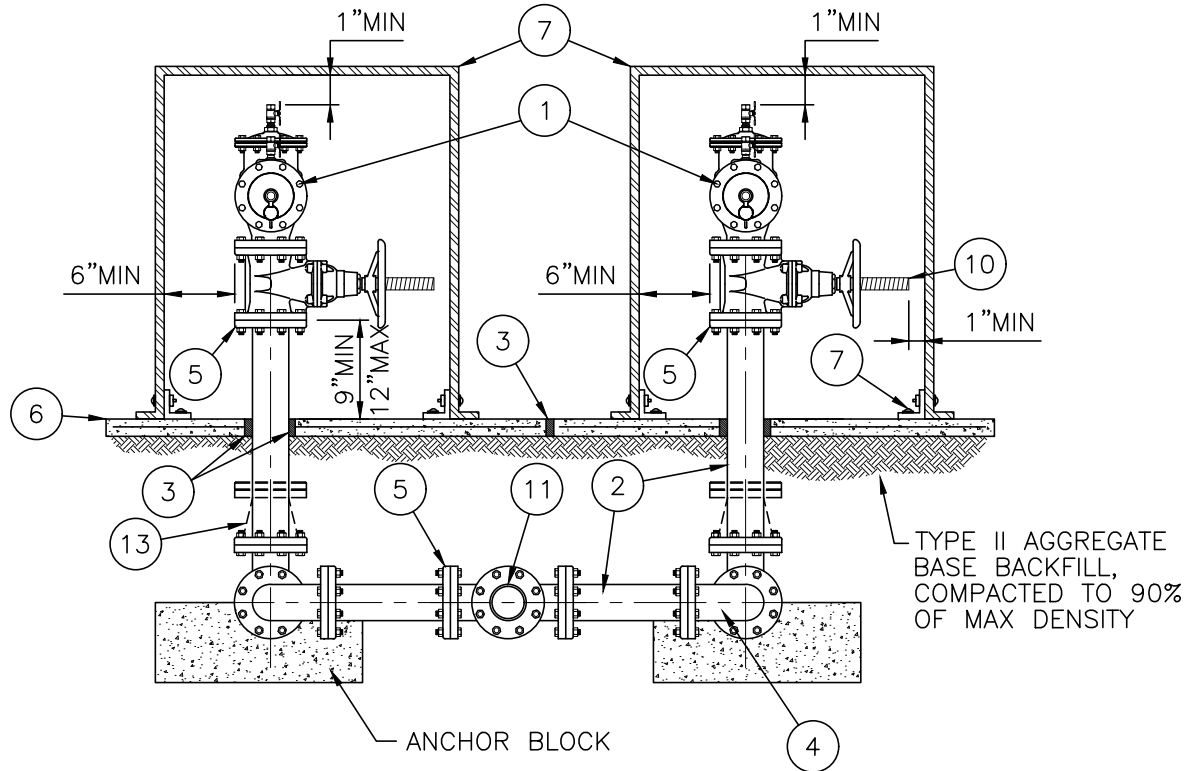 1"MIN
7
1"MIN
1
6"MIN
6"MIN
10
5
9"MIN
12"MAX
3
5
7
1"MIN
6
3
5
11
2
13
TYPE II AGGREGATE
BASE BACKFILL,
COMPACTED TO 90%
OF MAX DENSITY
ANCHOR BLOCK
4